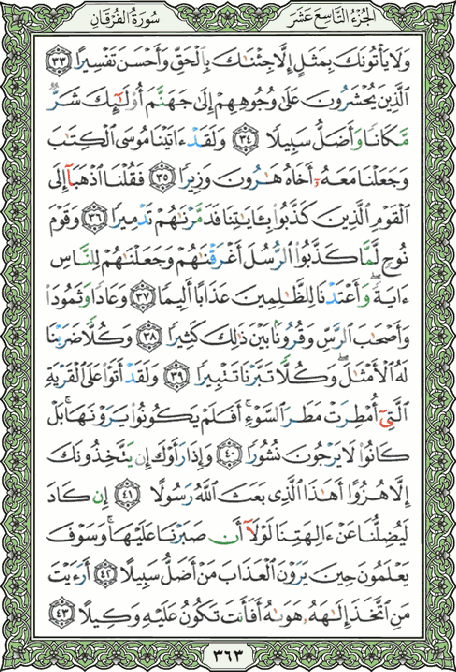 الجزء التاسع عشر
سورة الفرقان
وَلَا يَأْتُونَكَ بِمَثَلٍ إِلَّا جِئْنَٰكَ بِٱلْحَقِّ وَأَحْسَنَ تَفْسِيرًا ٣٣
ٱلَّذِينَ يُحْشَرُونَ عَلَىٰ وُجُوهِهِمْ إِلَىٰ جَهَنَّمَ أُو۟لَٰٓئِكَ شَرٌّ
مَّكَانًا وَأَضَلُّ سَبِيلًا ٣٤ وَلَقَدْ ءَاتَيْنَا مُوسَى ٱلْكِتَٰبَ
وَجَعَلْنَا مَعَهُۥٓ أَخَاهُ هَٰرُونَ وَزِيرًا ٣٥ فَقُلْنَا ٱذْهَبَآ إِلَى
ٱلْقَوْمِ ٱلَّذِينَ كَذَّبُوا۟ بِـَٔايَٰتِنَا فَدَمَّرْنَٰهُمْ تَدْمِيرًا ٣٦ وَقَوْمَ
نُوحٍ لَّمَّا كَذَّبُوا۟ ٱلرُّسُلَ أَغْرَقْنَٰهُمْ وَجَعَلْنَٰهُمْ لِلنَّاسِ
ءَايَةً ۖ وَأَعْتَدْنَا لِلظَّٰلِمِينَ عَذَابًا أَلِيمًا ٣٧ وَعَادًا وَثَمُودَا۟
وَأَصْحَٰبَ ٱلرَّسِّ وَقُرُونًۢا بَيْنَ ذَٰلِكَ كَثِيرًا ٣٨ وَكُلًّا ضَرَبْنَا
لَهُ ٱلْأَمْثَٰلَ ۖ وَكُلًّا تَبَّرْنَا تَتْبِيرًا ٣٩ وَلَقَدْ أَتَوْا۟ عَلَى ٱلْقَرْيَةِ
ٱلَّتِىٓ أُمْطِرَتْ مَطَرَ ٱلسَّوْءِ ۚ أَفَلَمْ يَكُونُوا۟ يَرَوْنَهَا ۚ بَلْ
كَانُوا۟ لَا يَرْجُونَ نُشُورًا ٤٠ وَإِذَا رَأَوْكَ إِن يَتَّخِذُونَكَ
إِلَّا هُزُوًا أَهَٰذَا ٱلَّذِى بَعَثَ ٱللَّهُ رَسُولًا ٤١ إِن كَادَ
لَيُضِلُّنَا عَنْ ءَالِهَتِنَا لَوْلَآ أَن صَبَرْنَا عَلَيْهَا ۚ وَسَوْفَ
يَعْلَمُونَ حِينَ يَرَوْنَ ٱلْعَذَابَ مَنْ أَضَلُّ سَبِيلًا ٤٢ أَرَءَيْتَ
مَنِ ٱتَّخَذَ إِلَٰهَهُۥ هَوَىٰهُ أَفَأَنتَ تَكُونُ عَلَيْهِ وَكِيلًا ٤٣
٣٦٣